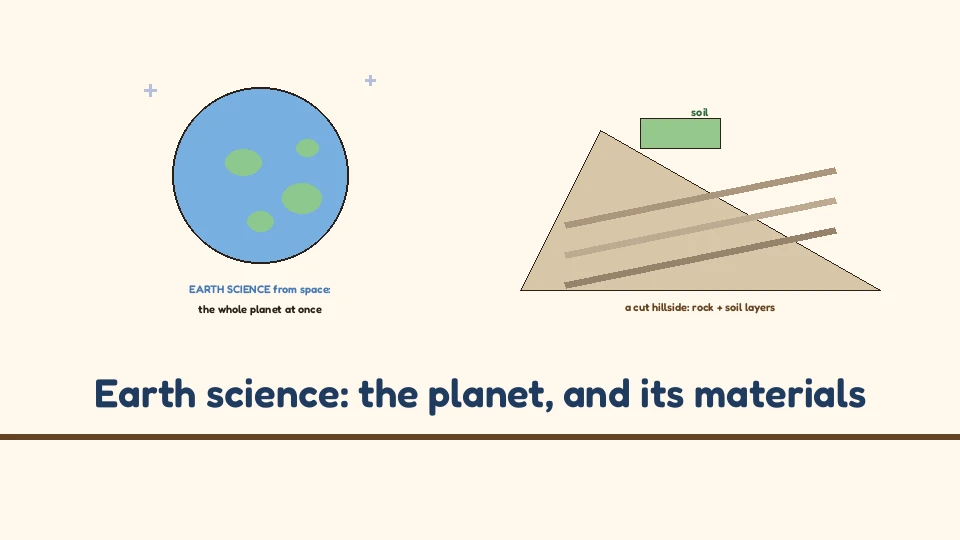 soil
EARTH SCIENCE from space:
the whole planet at once
a cut hillside: rock + soil layers
Earth science: the planet, and its materials